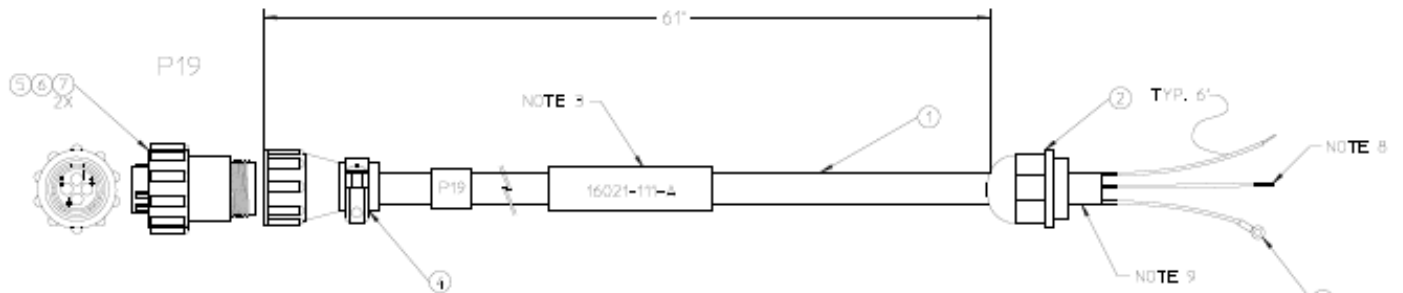 61"
P19
5 6 7
2X
NOTE 3
1
2
TYP. 6"
NOTE 8
P19
16021-111-A
4
NOTE 9